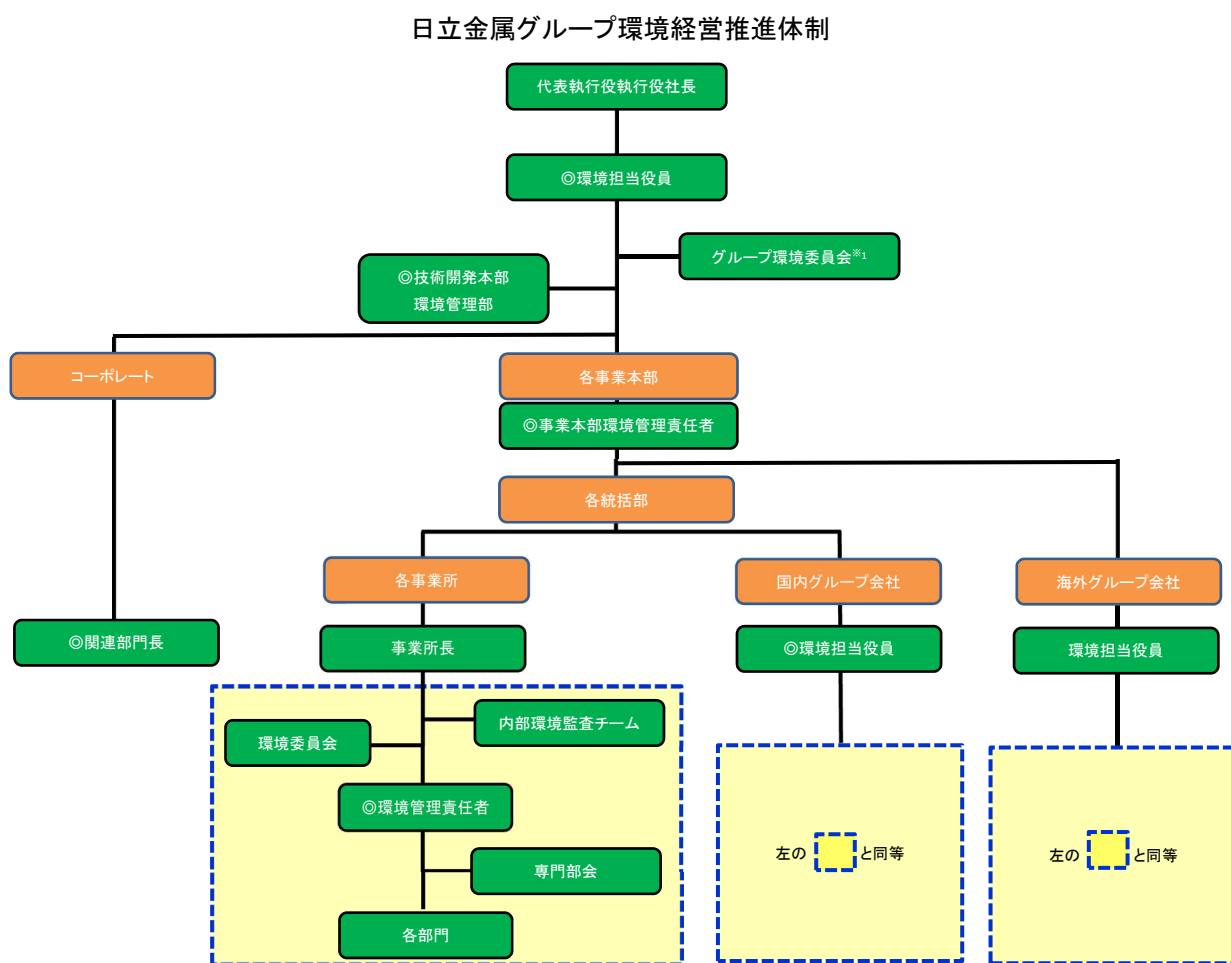 日立金属グループ環境経営推進体制
代表執行役執行役社長
◎環境担当役員
グループ環境委員会※1
◎技術開発本部
環境管理部
コーポレート
各事業本部
◎事業本部環境管理責任者
各統括部
各事業所
国内グループ会社
海外グループ会社
◎関連部門長
事業所長
◎環境担当役員
環境担当役員
内部環境監査チーム
環境委員会
◎環境管理責任者
専門部会
各部門
左の と同等
左の と同等